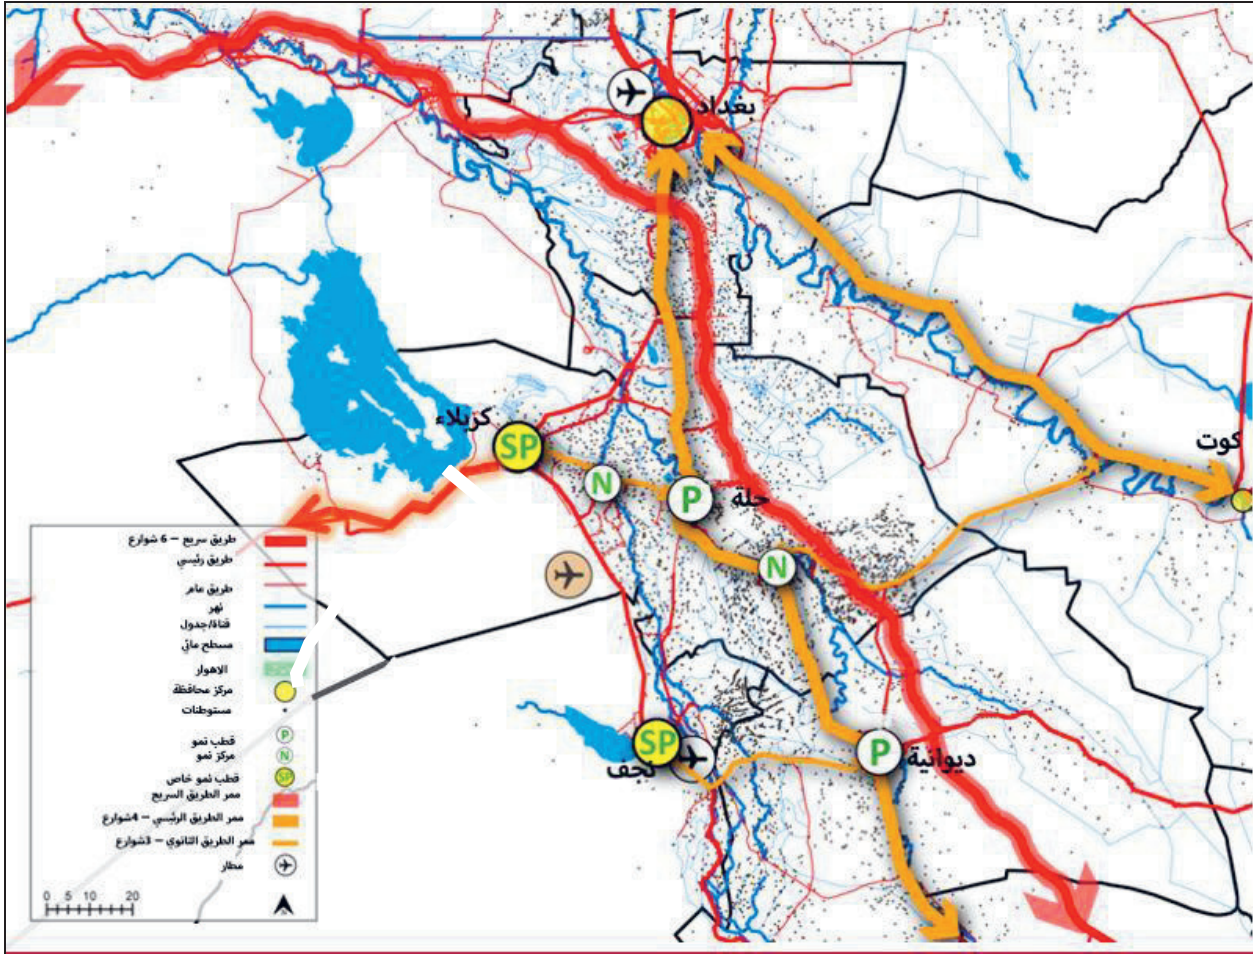 بغداد
كربلاء
SP
N
P
حلة
كوت
N
SP
نجف
P
ديوانية
طريق سريع – 6 شوارع
طريق رئيسي
طريق عام
نهر
قناة/جدول
مسطح مائي
الاهوار
مركز محافظة
مستوطنات
قطب نمو P
مركز نمو N
قطب نمو خاص SP
ممر الطريق السريع
ممر الطريق الرئيسي – 4شوارع
ممر الطريق الثانوي – 3شوارع
مطار
0 5 10 20